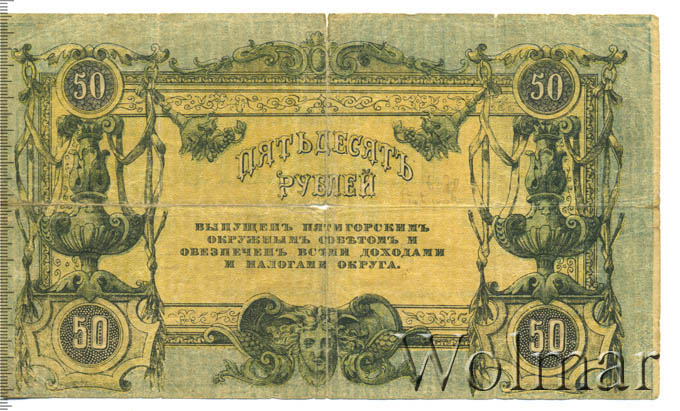 50 50
ПЯТЬДЕСЯТЪ
РУБЛЕЙ
ВЫПУЩЕНЪ ПЯТИГОРСКИМЪ
ОКРУЖНЫМЪ СОВѢТОМЪ И
ОБЕЗПЕЧЕНЪ ВСѢМИ ДОХОДАМИ
И НАЛОГАМИ ОКРУГА.
50 50
Wolmar